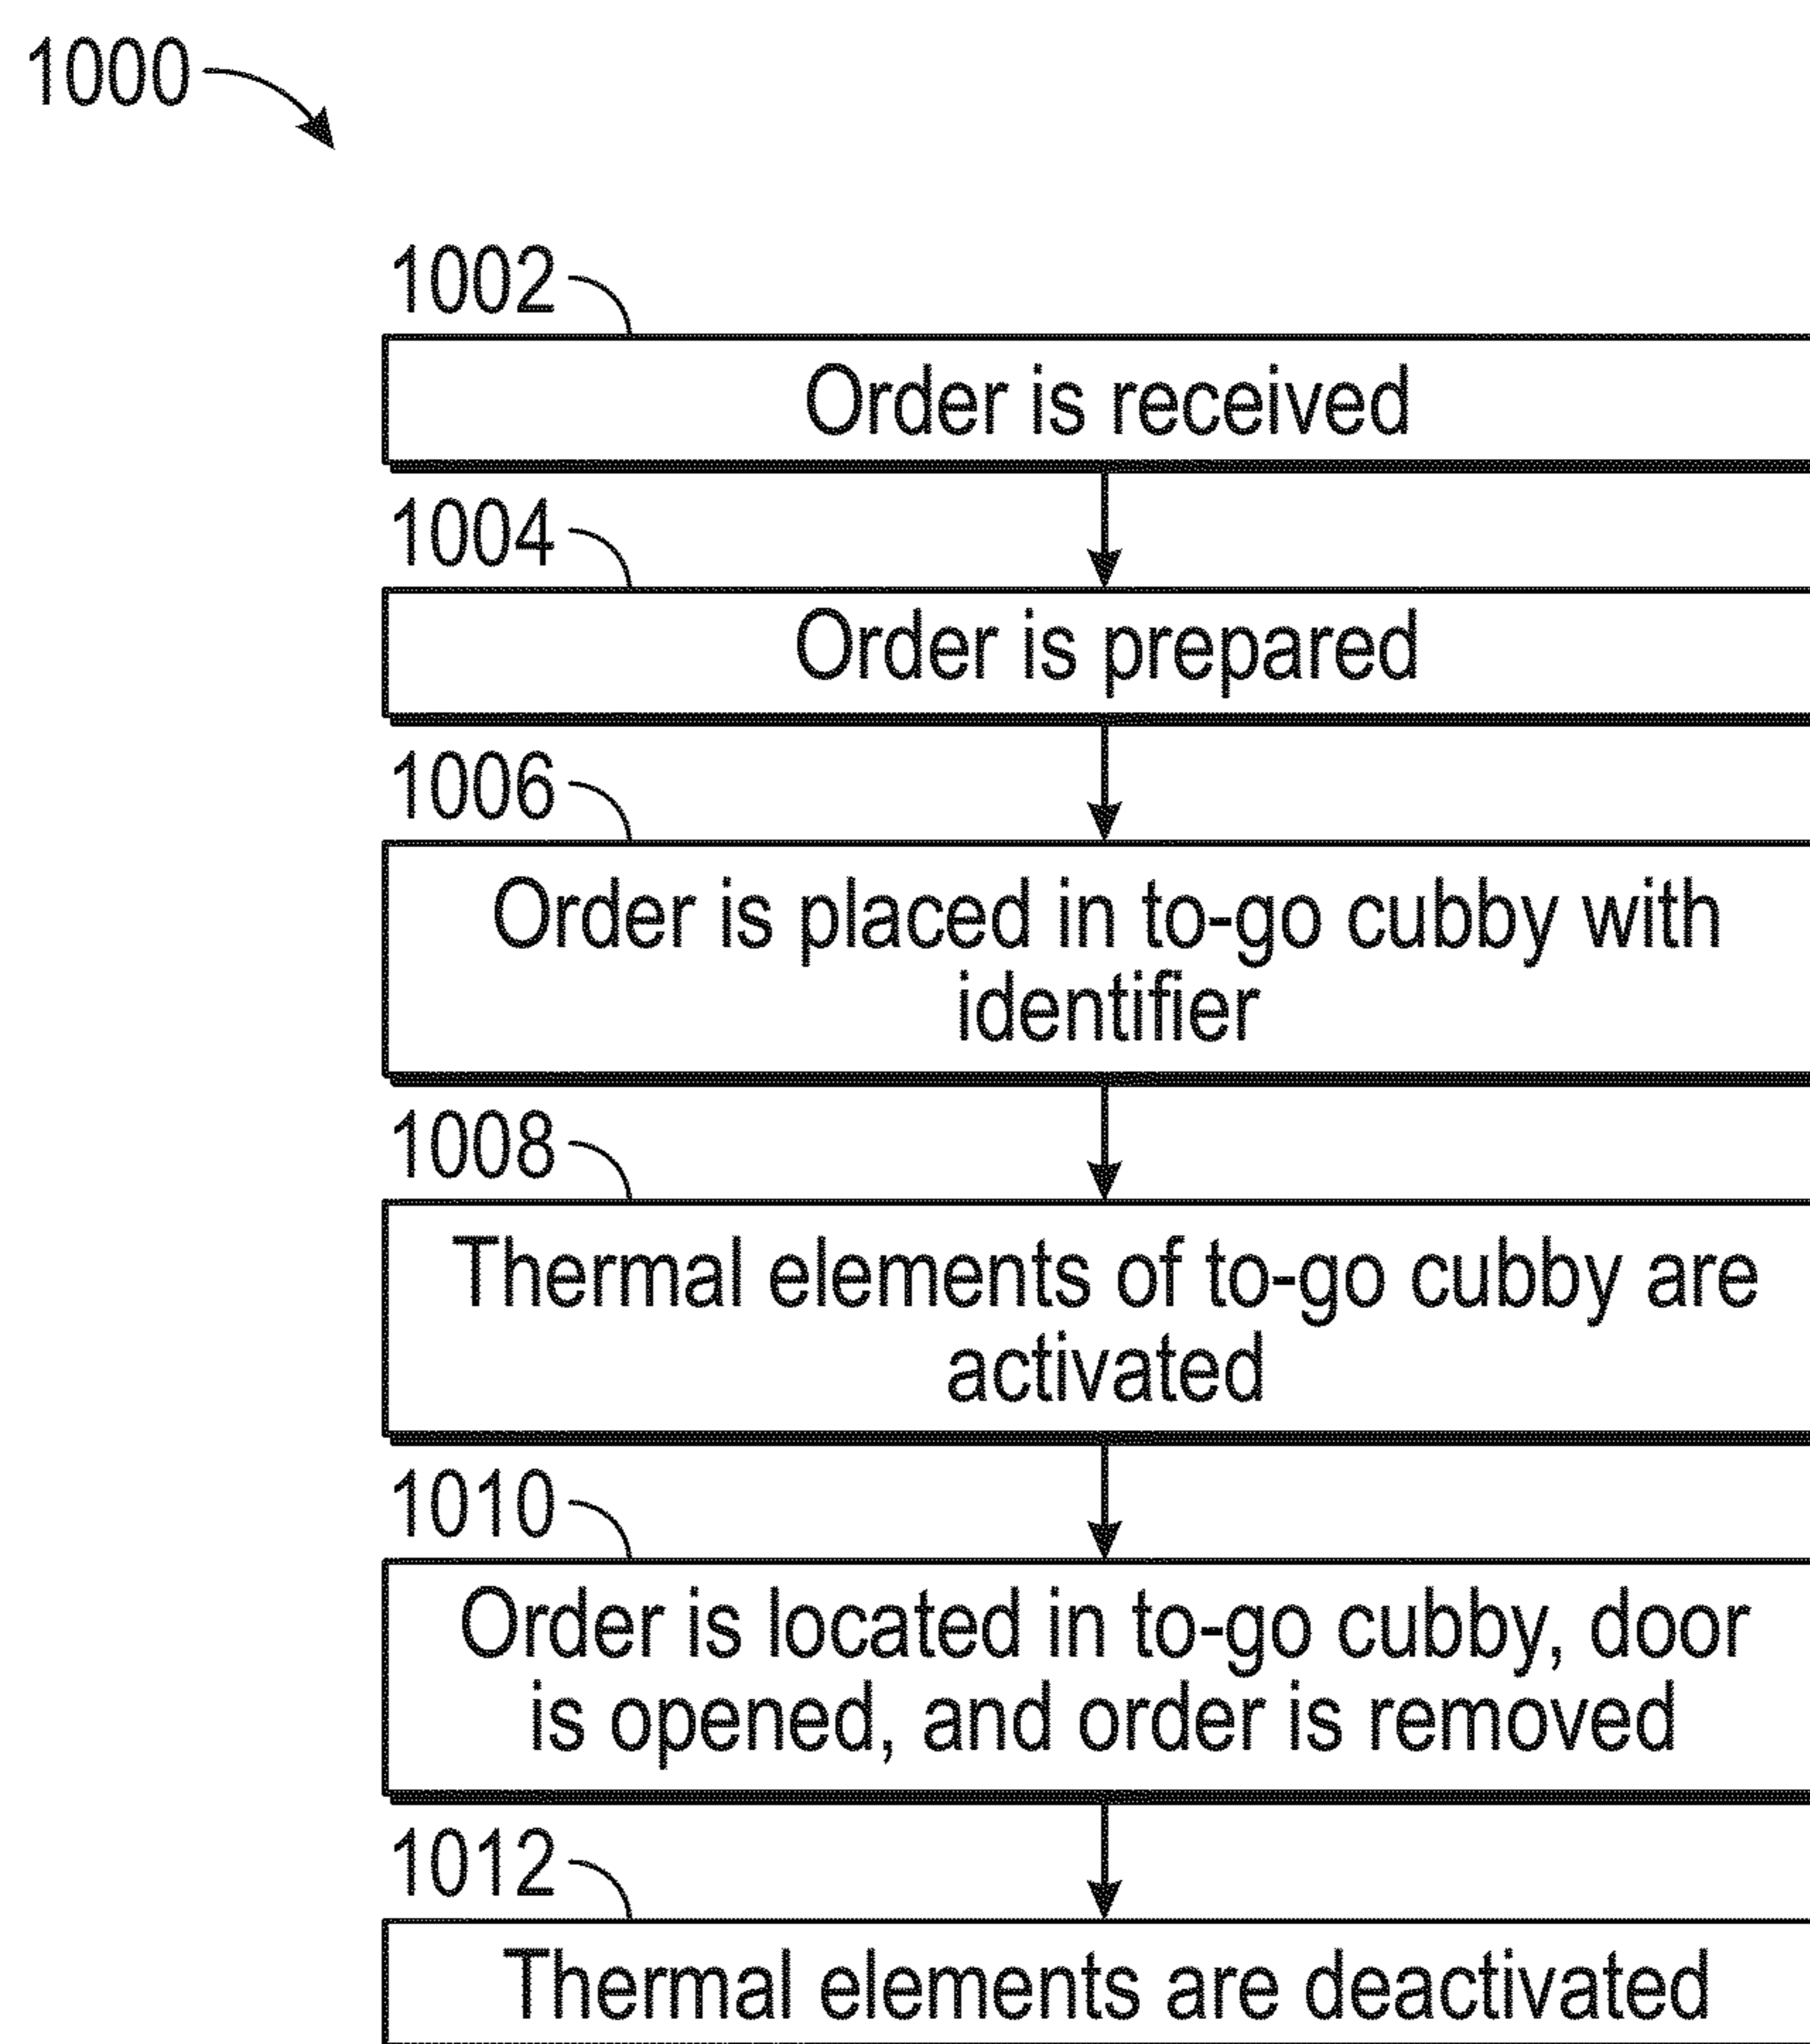 1000
1002
Order is received
1004
Order is prepared
1006
Order is placed in to-go cubby with
identifier
1008
Thermal elements of to-go cubby are
activated
1010
Order is located in to-go cubby, door
is opened, and order is removed
1012
Thermal elements are deactivated